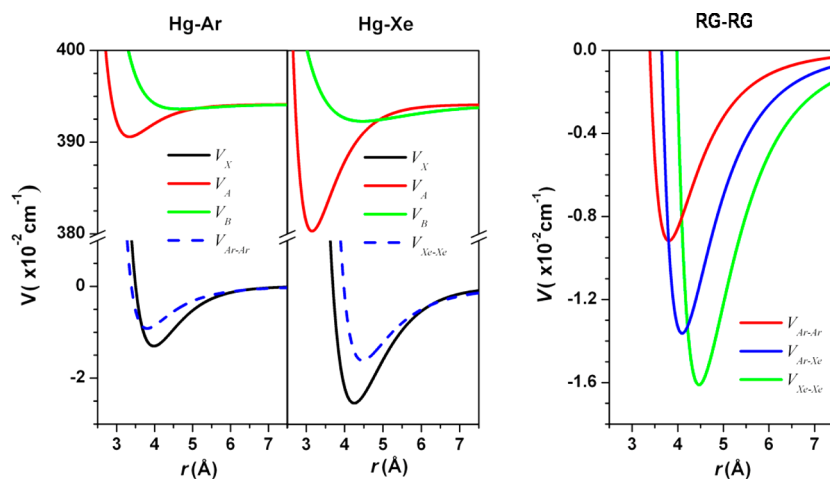 Hg-Ar
Hg-Xe
RG-RG
V( x10⁻² cm⁻¹)
400
390
380
0
-2
V_X
V_A
V_B
V_Ar-Ar
V_X
V_A
V_B
V_Xe-Xe
3 4 5 6 7
3 4 5 6 7
r (Å)
r (Å)
V( x10⁻² cm⁻¹)
0.0
-0.4
-0.8
-1.2
-1.6
V_Ar-Ar
V_Ar-Xe
V_Xe-Xe
3 4 5 6 7
r (Å)